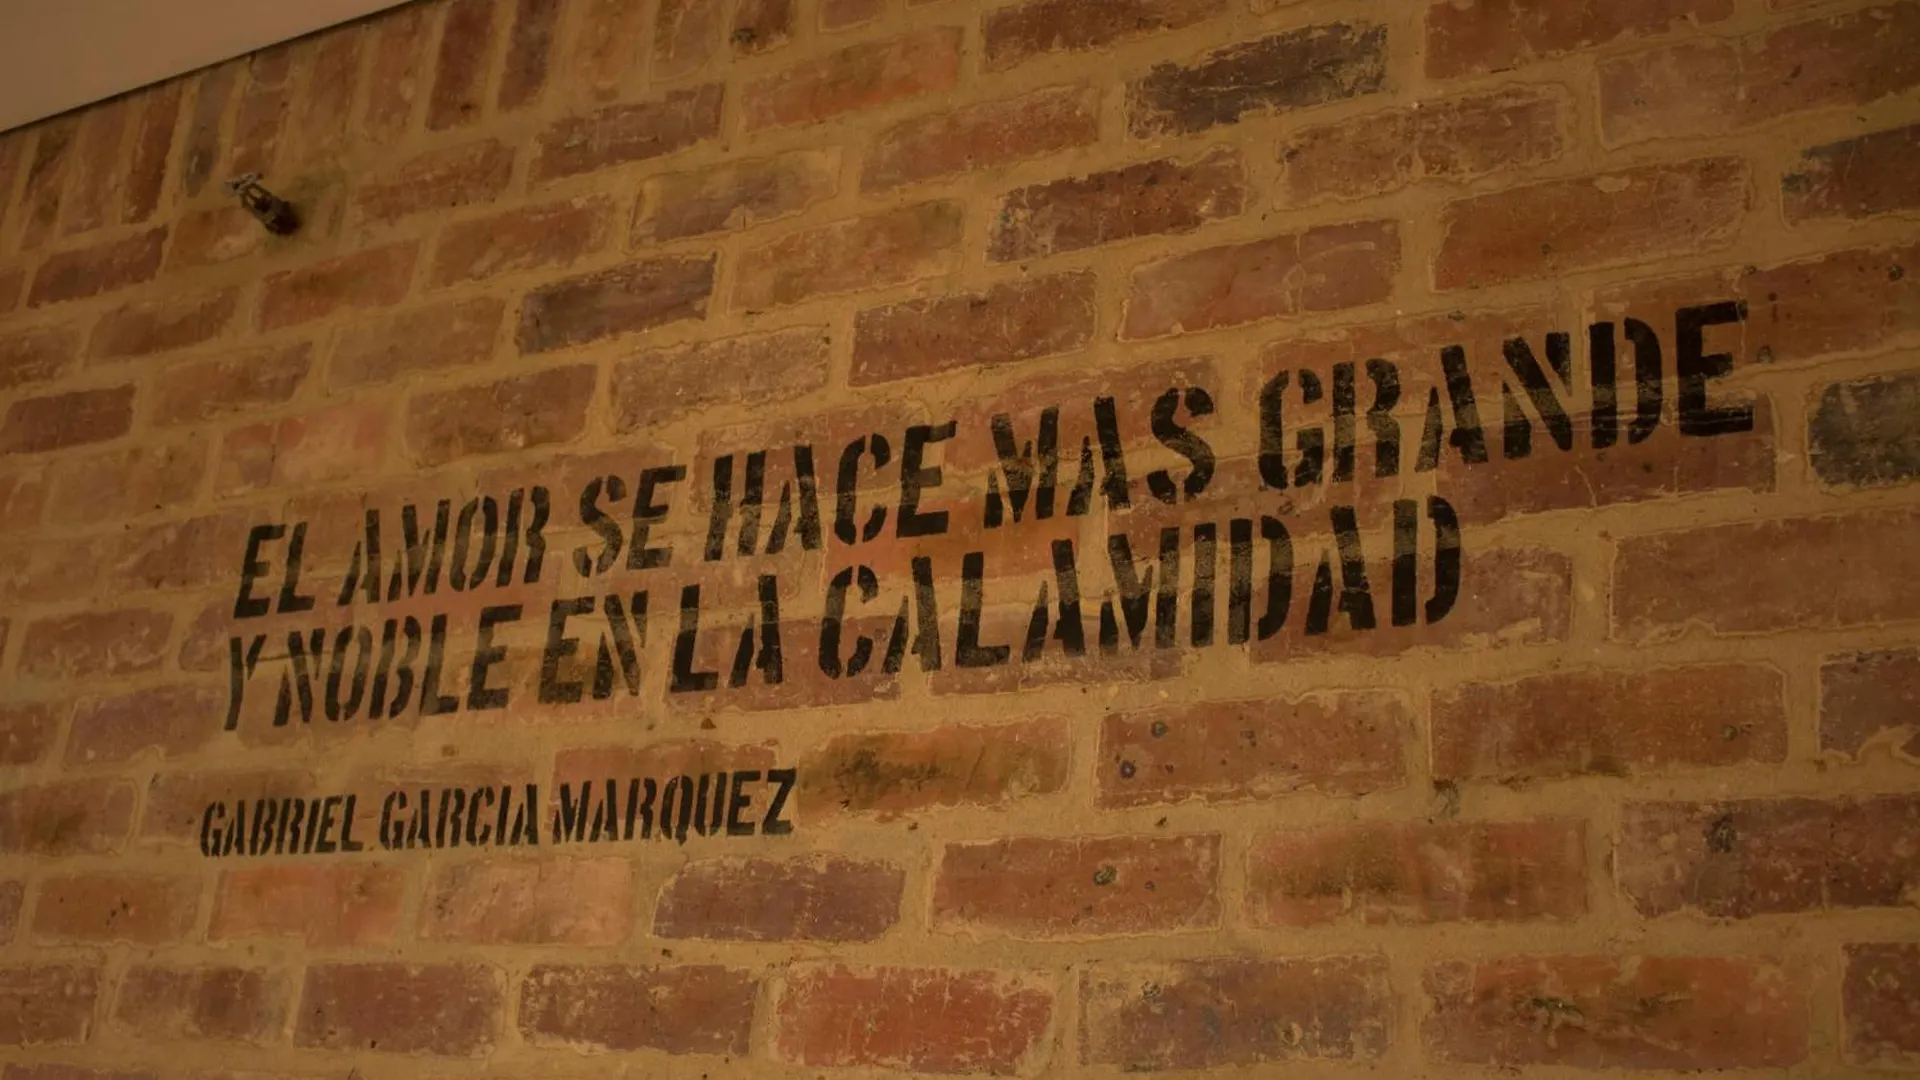 EL AMOR SE HACE MAS GRANDE
Y NOBLE EN LA CALAMIDAD
GABRIEL GARCIA MARQUEZ